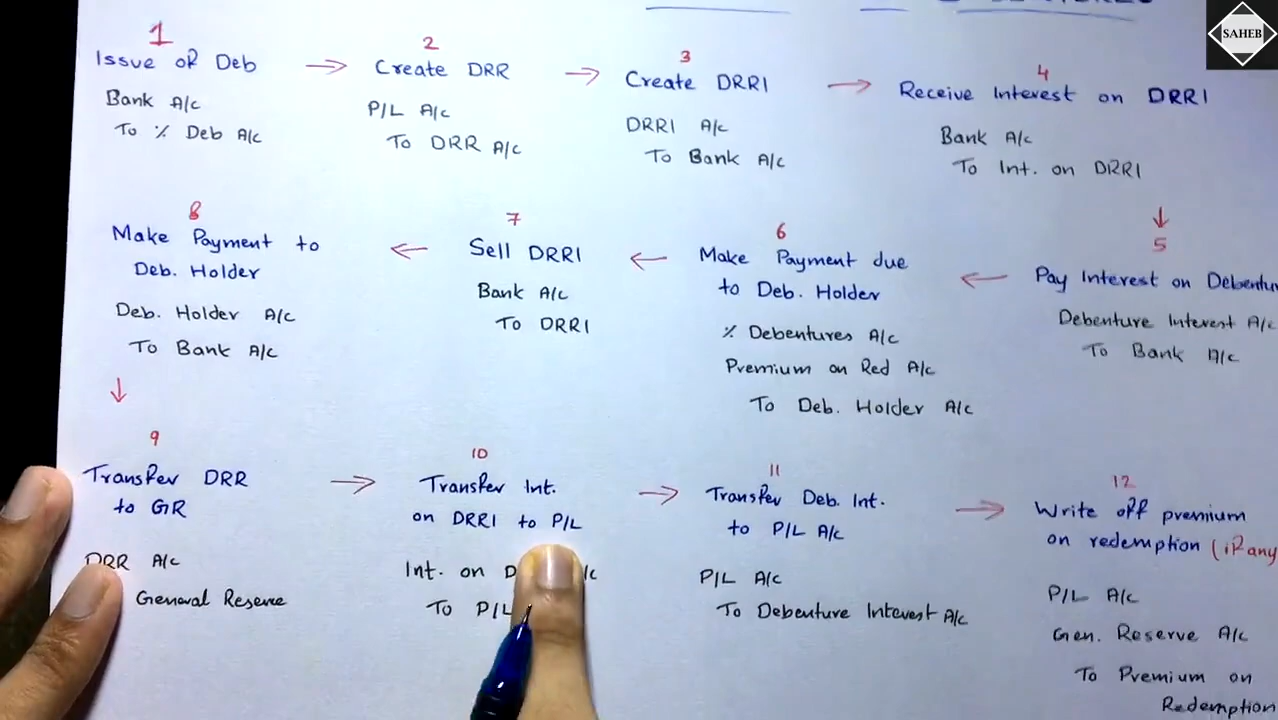 SAHEB
1
Issue of Deb
Bank A/c
To % Deb A/c
→
2
Create DRR
P/L A/c
To DRR A/c
→
3
Create DRRI
DRRI A/c
To Bank A/c
→
4
Receive Interest on DRRI
Bank A/c
To Int. on DRRI
↓
5
Pay Interest on Debentu
Debenture Interest A/c
To Bank A/c
←
6
Make Payment due
to Deb. Holder
% Debentures A/c
Premium on Red A/c
To Deb. Holder A/c
←
7
Sell DRRI
Bank A/c
To DRRI
←
8
Make Payment to
Deb. Holder
Deb. Holder A/c
To Bank A/c
↓
9
Transfer DRR
to GR
DRR A/c
General Reserve
→
10
Transfer Int.
on DRRI to P/L
Int. on D /c
To P/L
→
11
Transfer Deb. Int.
to P/L A/c
P/L A/c
To Debenture Interest A/c
→
12
Write off premium
on redemption (if any
P/L A/c
Gen. Reserve A/c
To Premium on
Redemption